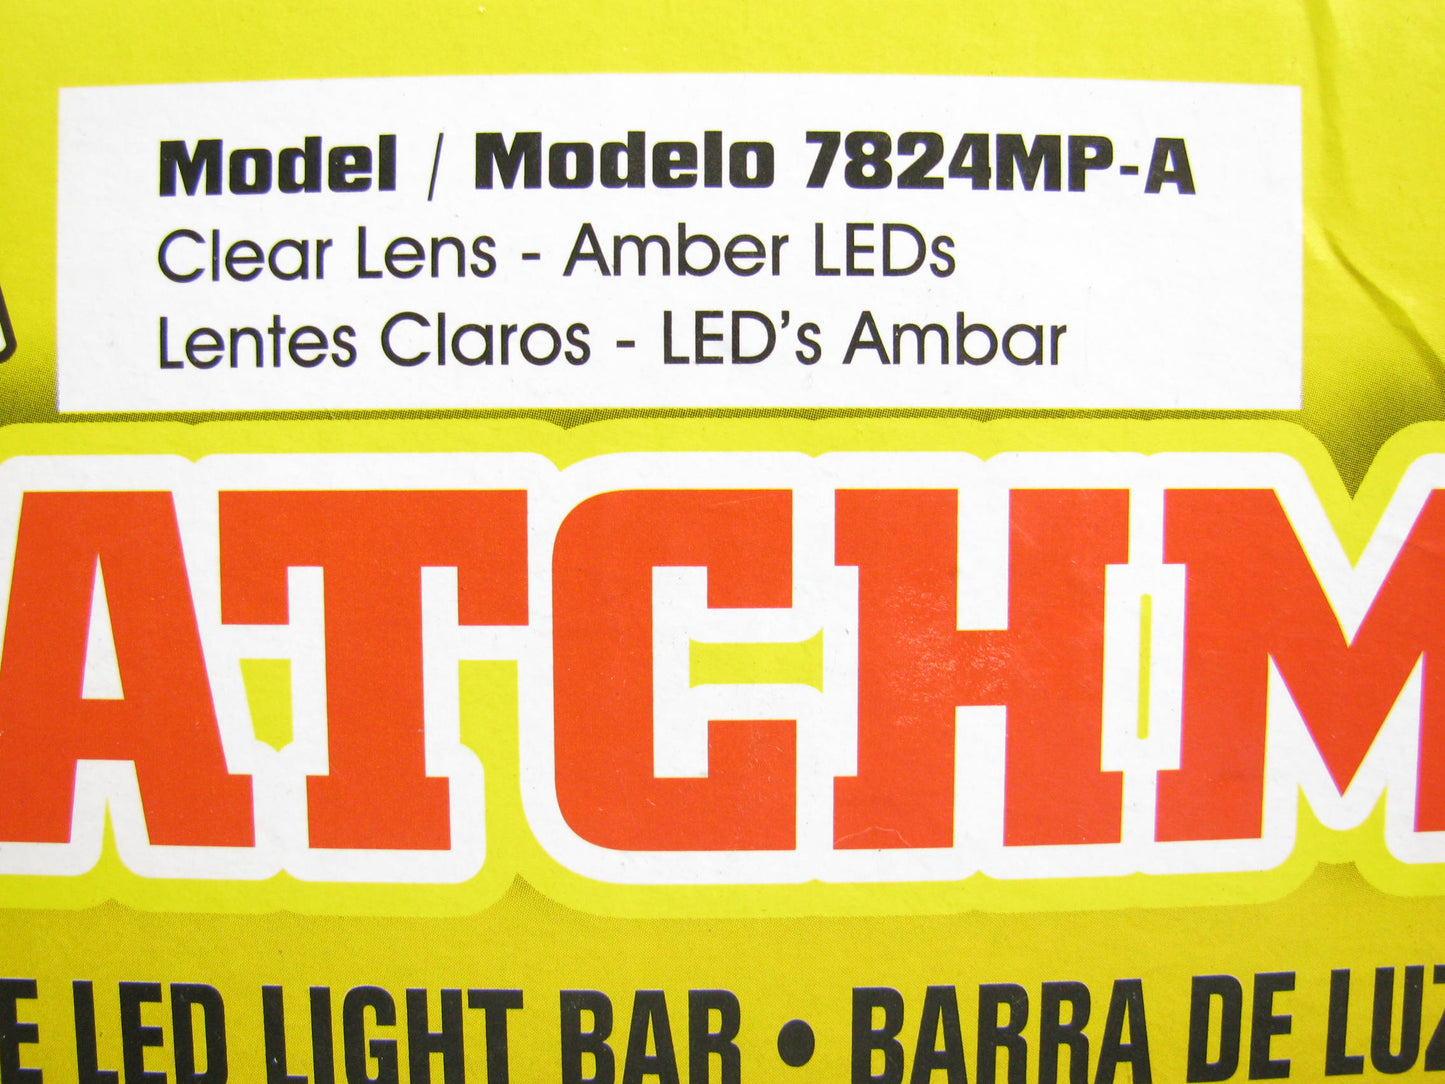 Model / Modelo 7824MP-A
Clear Lens - Amber LEDs
Lentes Claros - LED's Ambar
ATCHM
E LED LIGHT BAR • BARRA DE LUZ